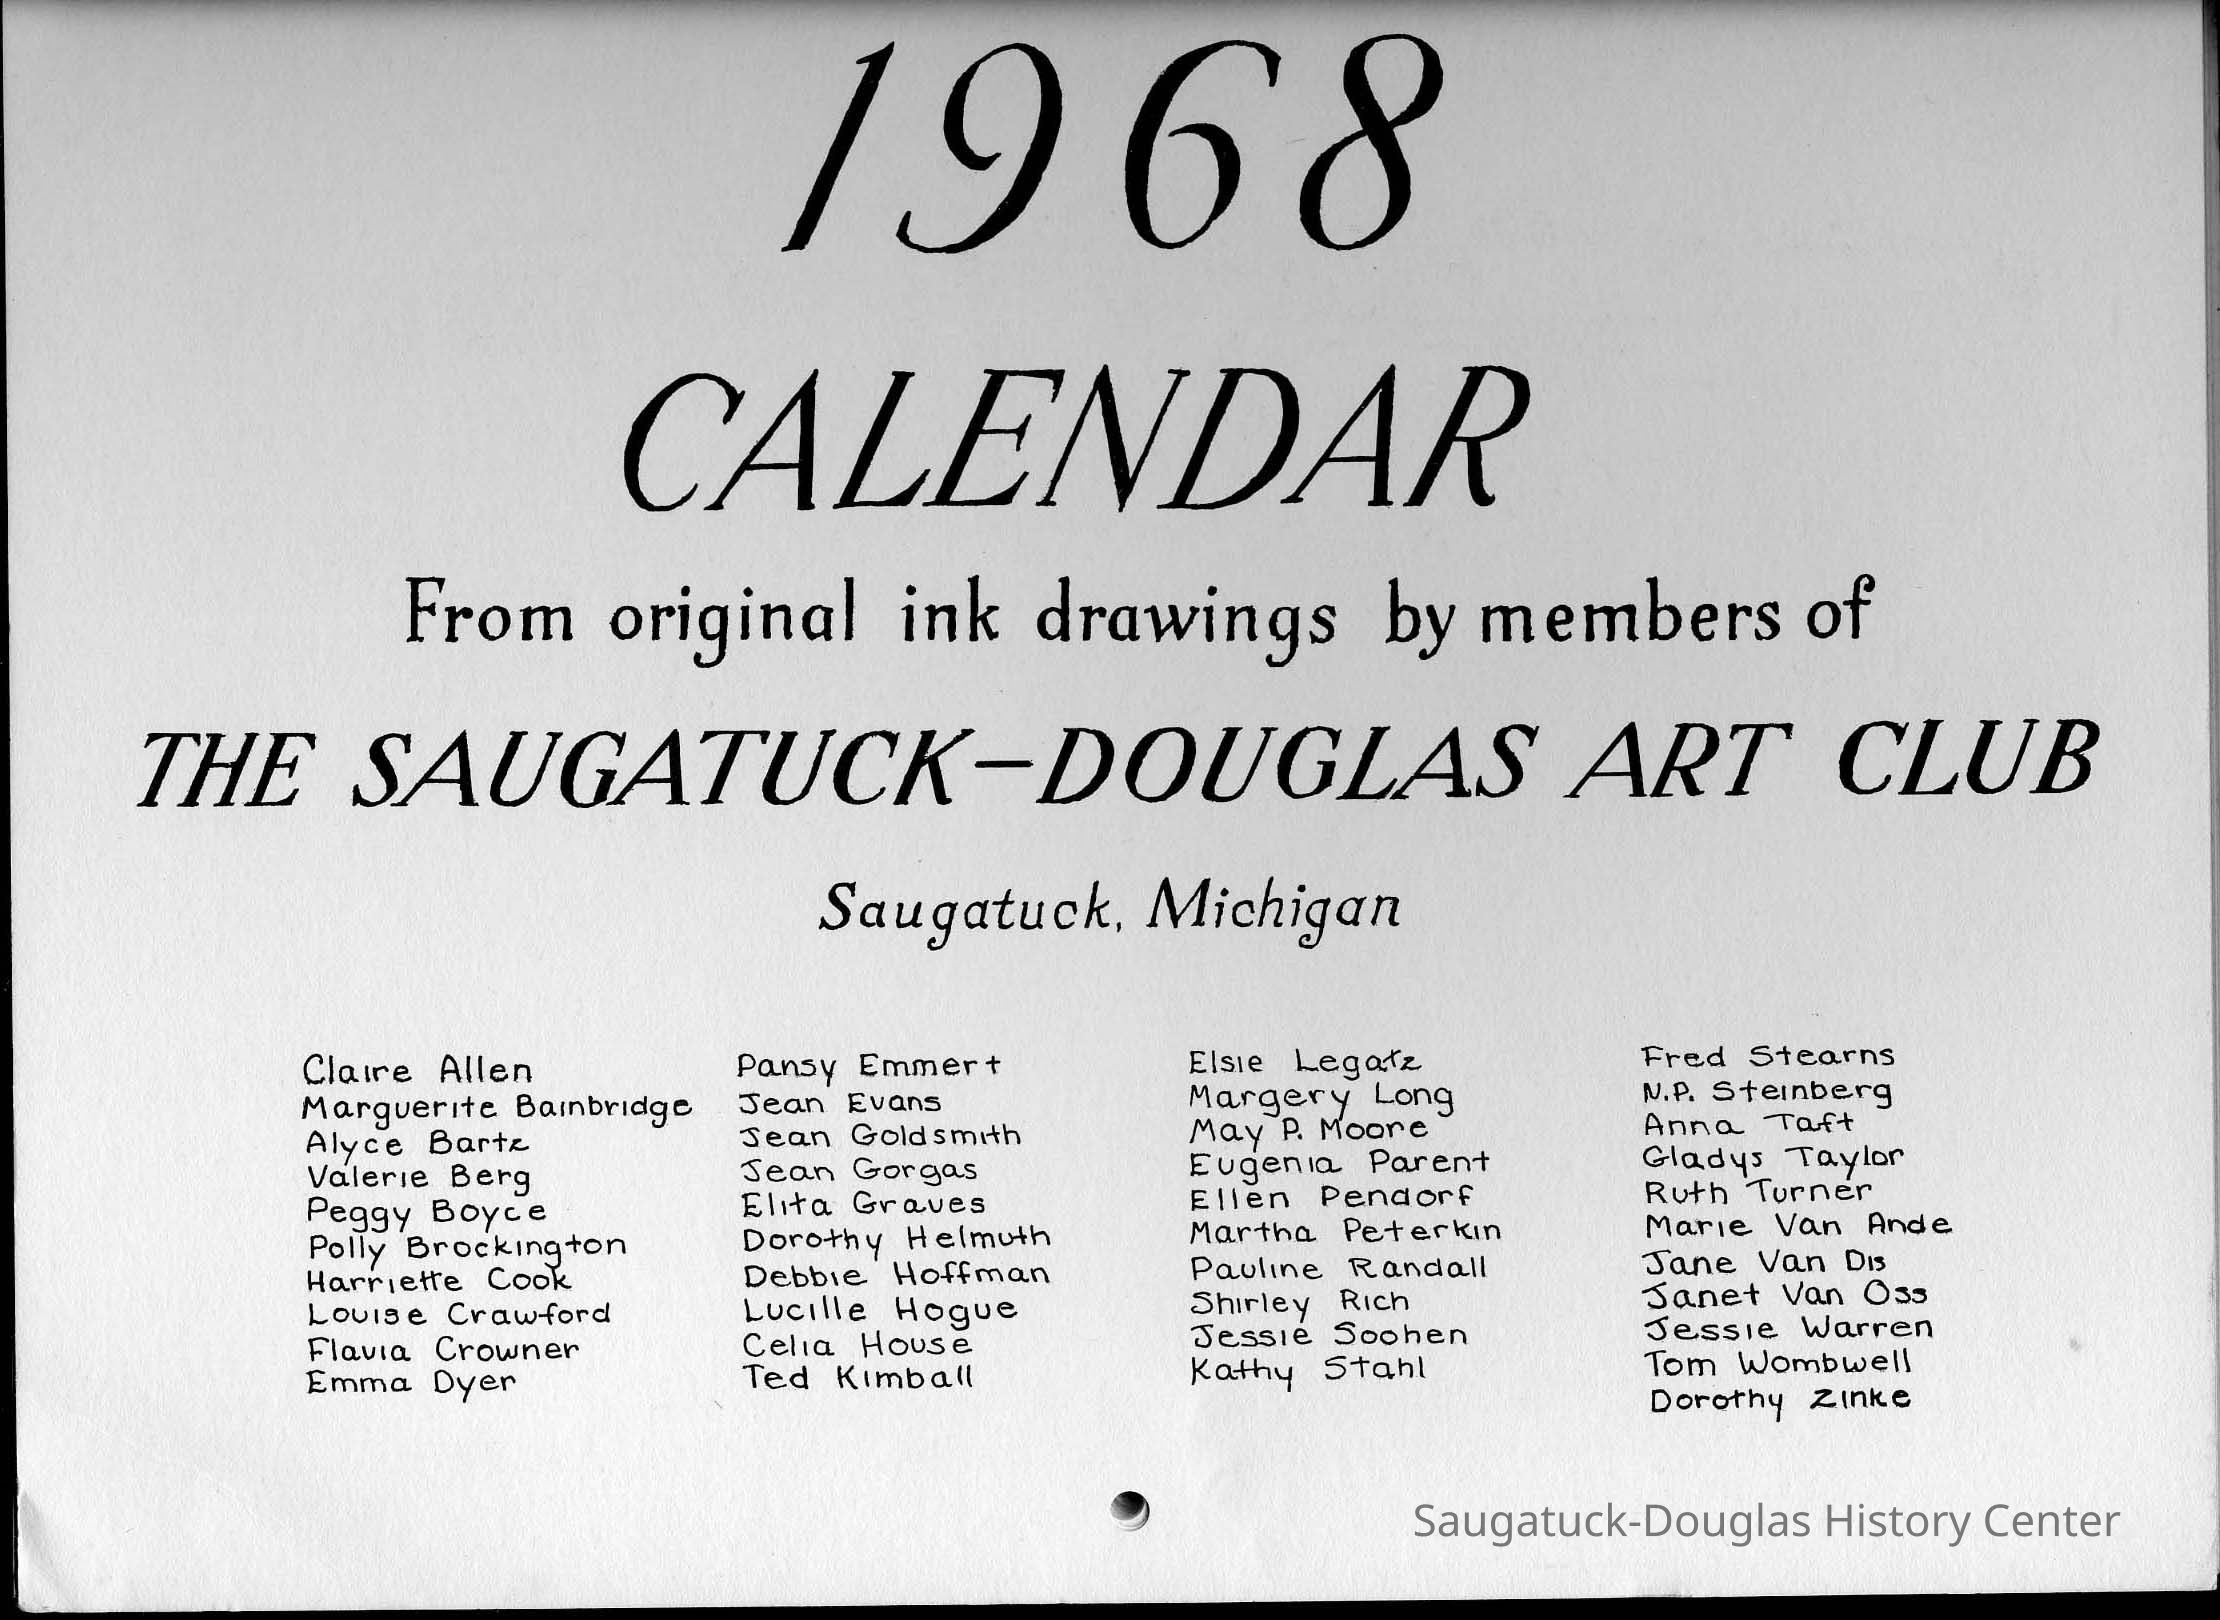 1968
CALENDAR
From original ink drawings by members of
THE SAUGATUCK-DOUGLAS ART CLUB
Saugatuck, Michigan
Claire Allen
Marguerite Bainbridge
Alyce Bartz
Valerie Berg
Peggy Boyce
Polly Brockington
Harriette Cook
Louise Crawford
Flavia Crowner
Emma Dyer
Pansy Emmert
Jean Evans
Jean Goldsmith
Jean Gorgas
Elita Graves
Dorothy Helmuth
Debbie Hoffman
Lucille Hogue
Celia House
Ted Kimball
Elsie Legatz
Margery Long
May P. Moore
Eugenia Parent
Ellen Pendorf
Martha Peterkin
Pauline Randall
Shirley Rich
Jessie Soohen
Kathy Stahl
Fred Stearns
N.P. Steinberg
Anna Taft
Gladys Taylor
Ruth Turner
Marie Van Ande
Jane Van Dis
Janet Van Oss
Jessie Warren
Tom Wombwell
Dorothy Zinke
Saugatuck-Douglas History Center